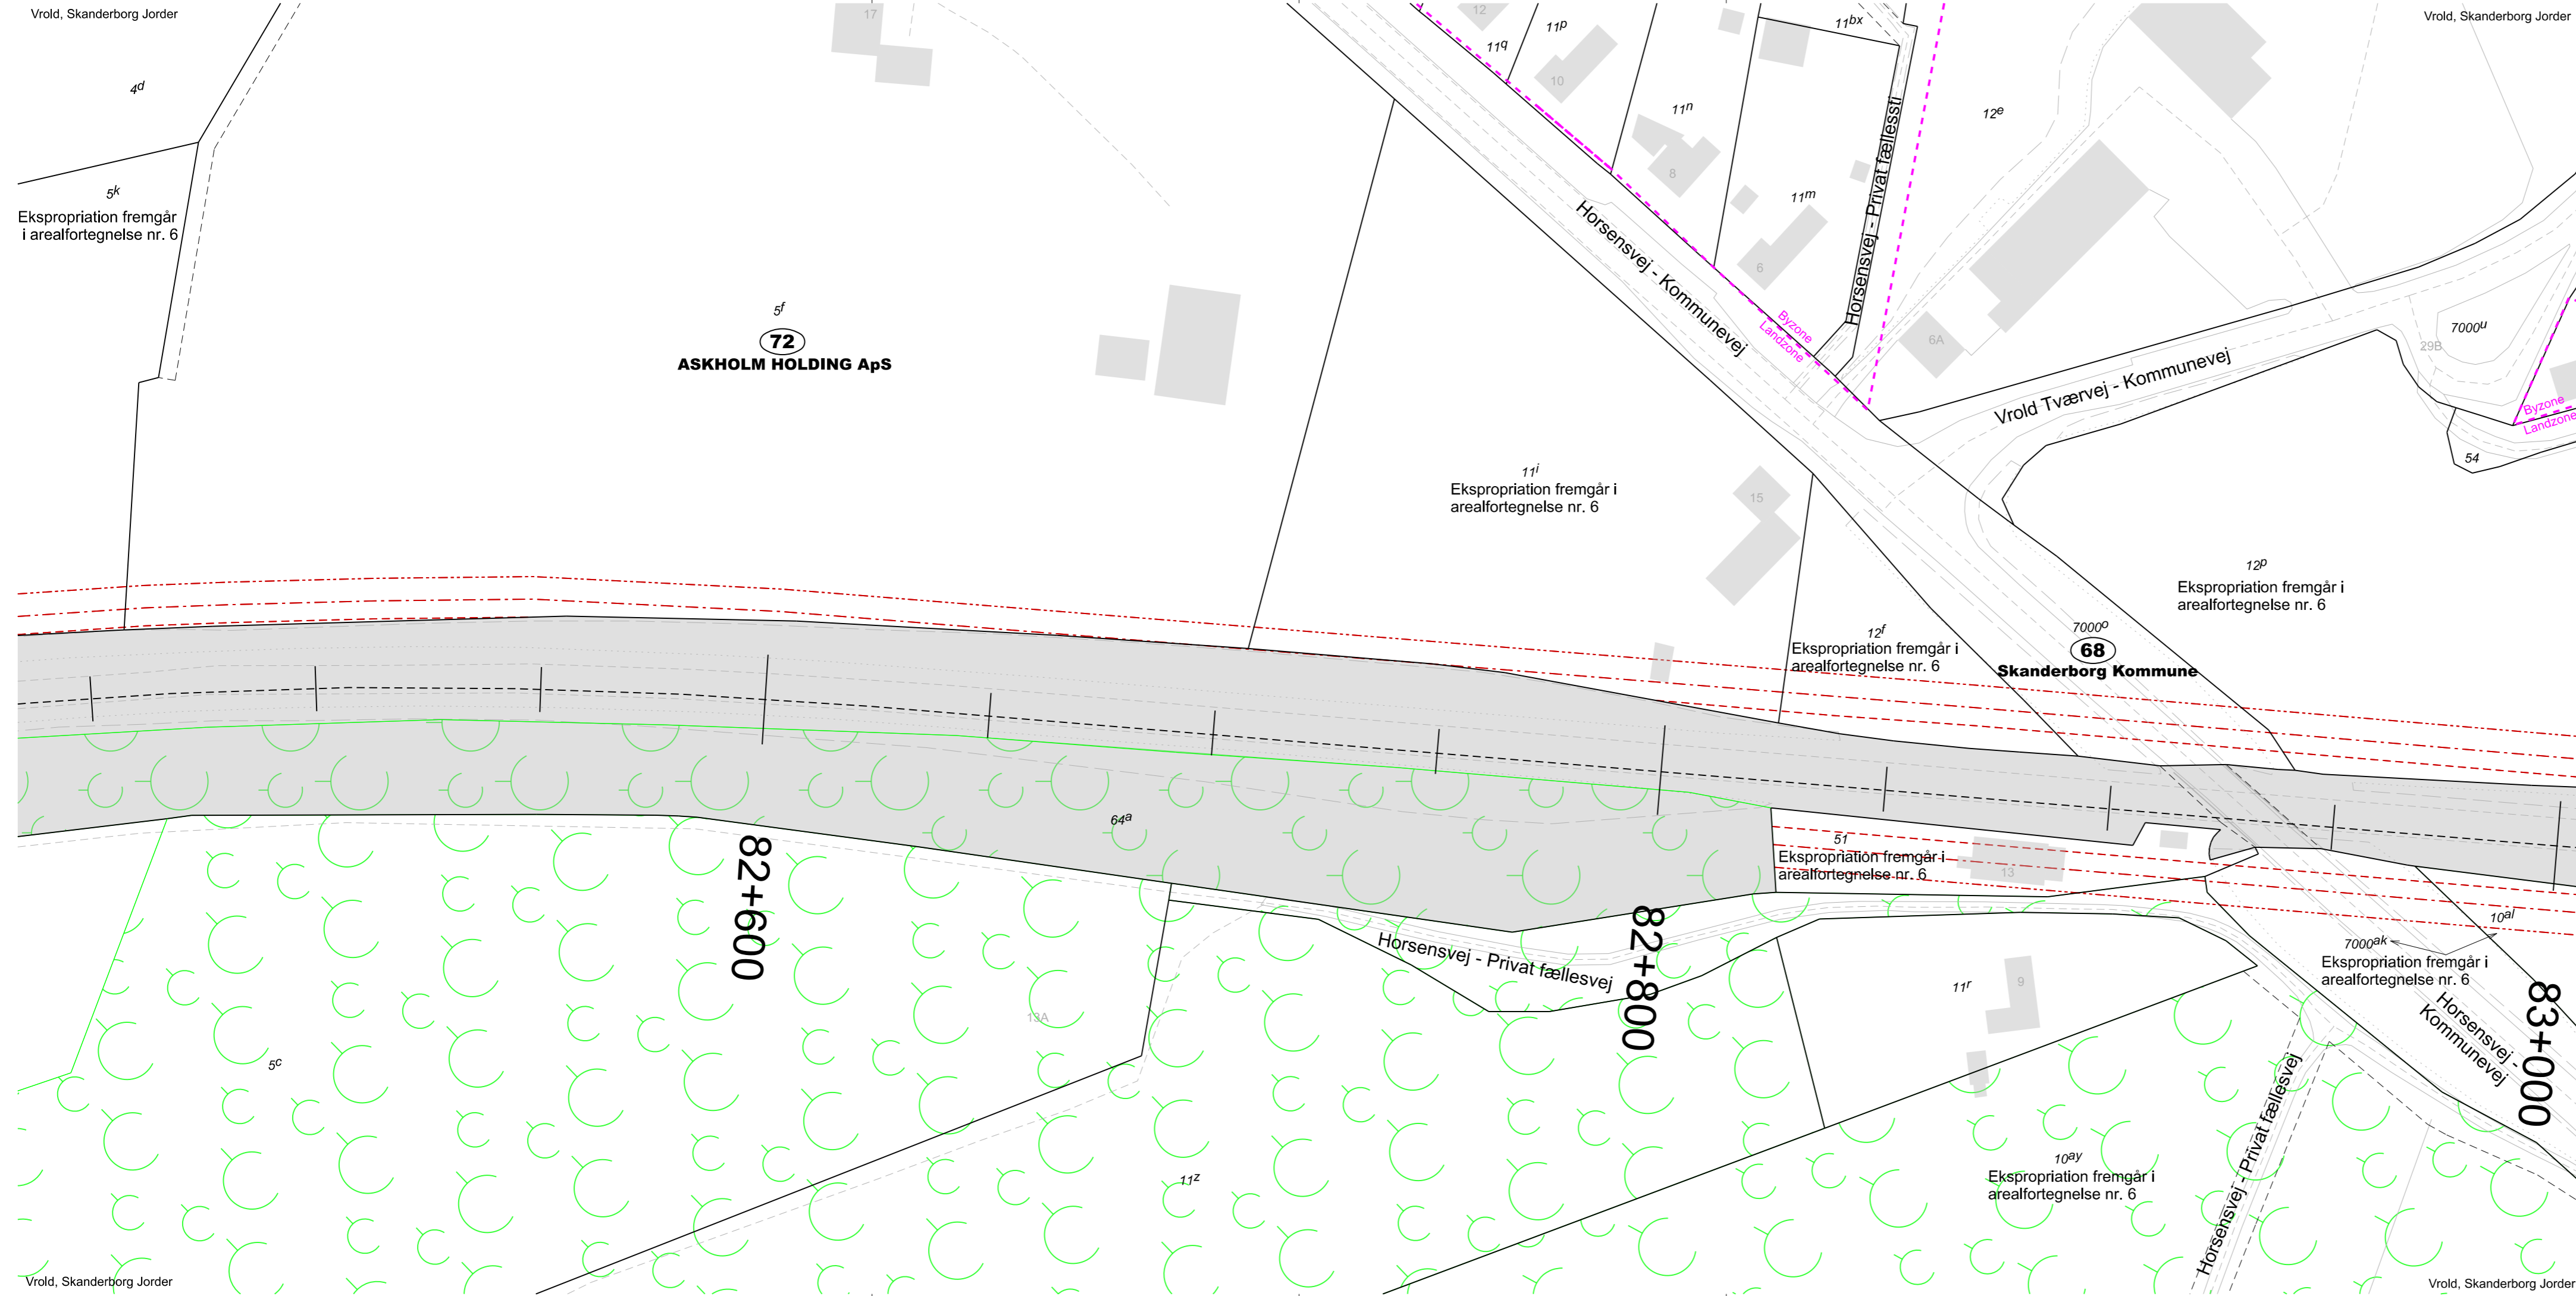 Vrold, Skanderborg Jorder
Vrold, Skanderborg Jorder
17
12
11q
11p
11bx
10
4d
11n
12e
8
5k
Ekspropriation fremgår
i arealfortegnelse nr. 6
11m
Horsensvej - Privat fællessti
6
Horsensvej - Kommunevej
5f
72
ASKHOLM HOLDING ApS
Byzone
Landzone
6A
7000u
29B
Vrold Tværvej - Kommunevej
Byzone
Landzone
54
11i
Ekspropriation fremgår i
arealfortegnelse nr. 6
15
12p
Ekspropriation fremgår i
arealfortegnelse nr. 6
12f
Ekspropriation fremgår i
arealfortegnelse nr. 6
7000o
68
Skanderborg Kommune
64a
51
Ekspropriation fremgår i
arealfortegnelse nr. 6
13
82+600
82+800
83+000
Horsensvej - Privat fællesvej
10al
7000ak
Ekspropriation fremgår i
arealfortegnelse nr. 6
9
11r
13A
Horsensvej -
Kommunevej
5c
Horsensvej - Privat fællesvej
10ay
Ekspropriation fremgår i
arealfortegnelse nr. 6
11z
Vrold, Skanderborg Jorder
Vrold, Skanderborg Jorder